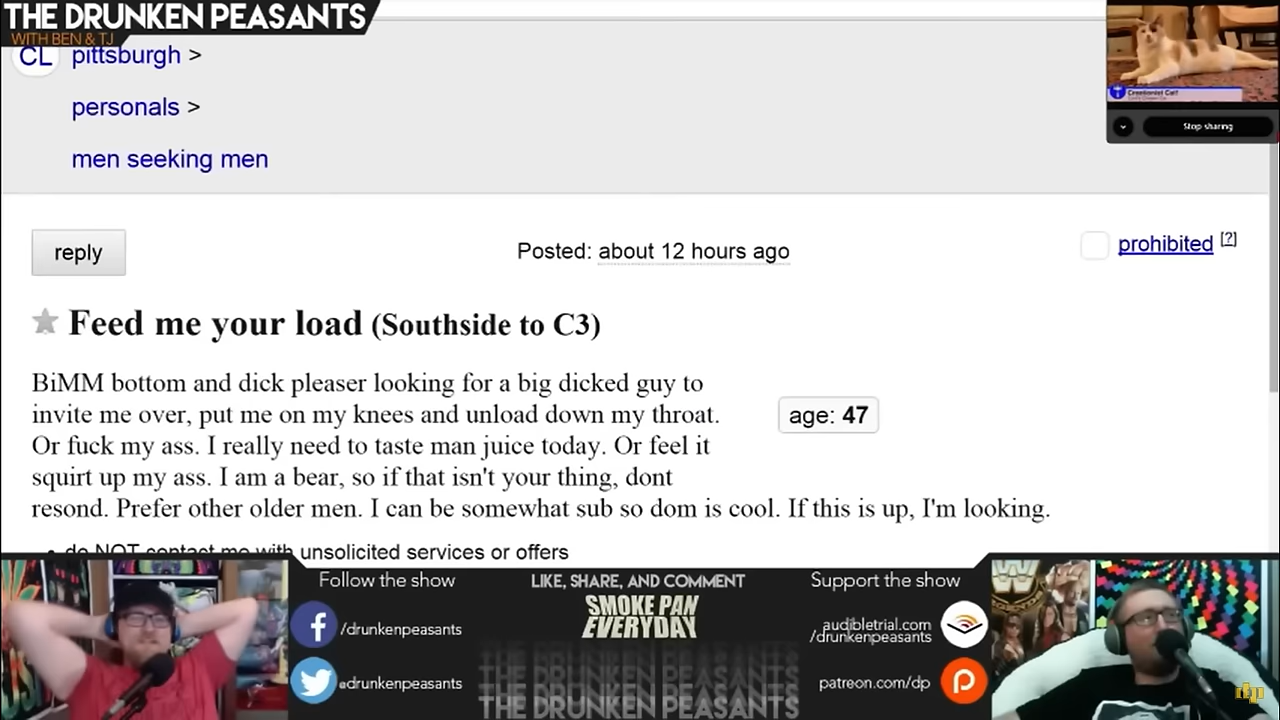 THE DRUNKEN PEASANTS
WITH BEN & TJ
CL pittsburgh >
personals >
men seeking men
Creationist Cat!
Stop sharing
reply
Posted: about 12 hours ago
prohibited [?]
Feed me your load (Southside to C3)
BiMM bottom and dick pleaser looking for a big dicked guy to
invite me over, put me on my knees and unload down my throat.
Or fuck my ass. I really need to taste man juice today. Or feel it
squirt up my ass. I am a bear, so if that isn't your thing, dont
resond. Prefer other older men. I can be somewhat sub so dom is cool. If this is up, I'm looking.
age: 47
do NOT contact me with unsolicited services or offers
Follow the show
/drunkenpeasants
@drunkenpeasants
LIKE, SHARE, AND COMMENT
SMOKE PAN
EVERYDAY
THE DRUNKEN PEASANTS
THE DRUNKEN PEASANTS
Support the show
audibletrial.com
/drunkenpeasants
patreon.com/dp
W
dp